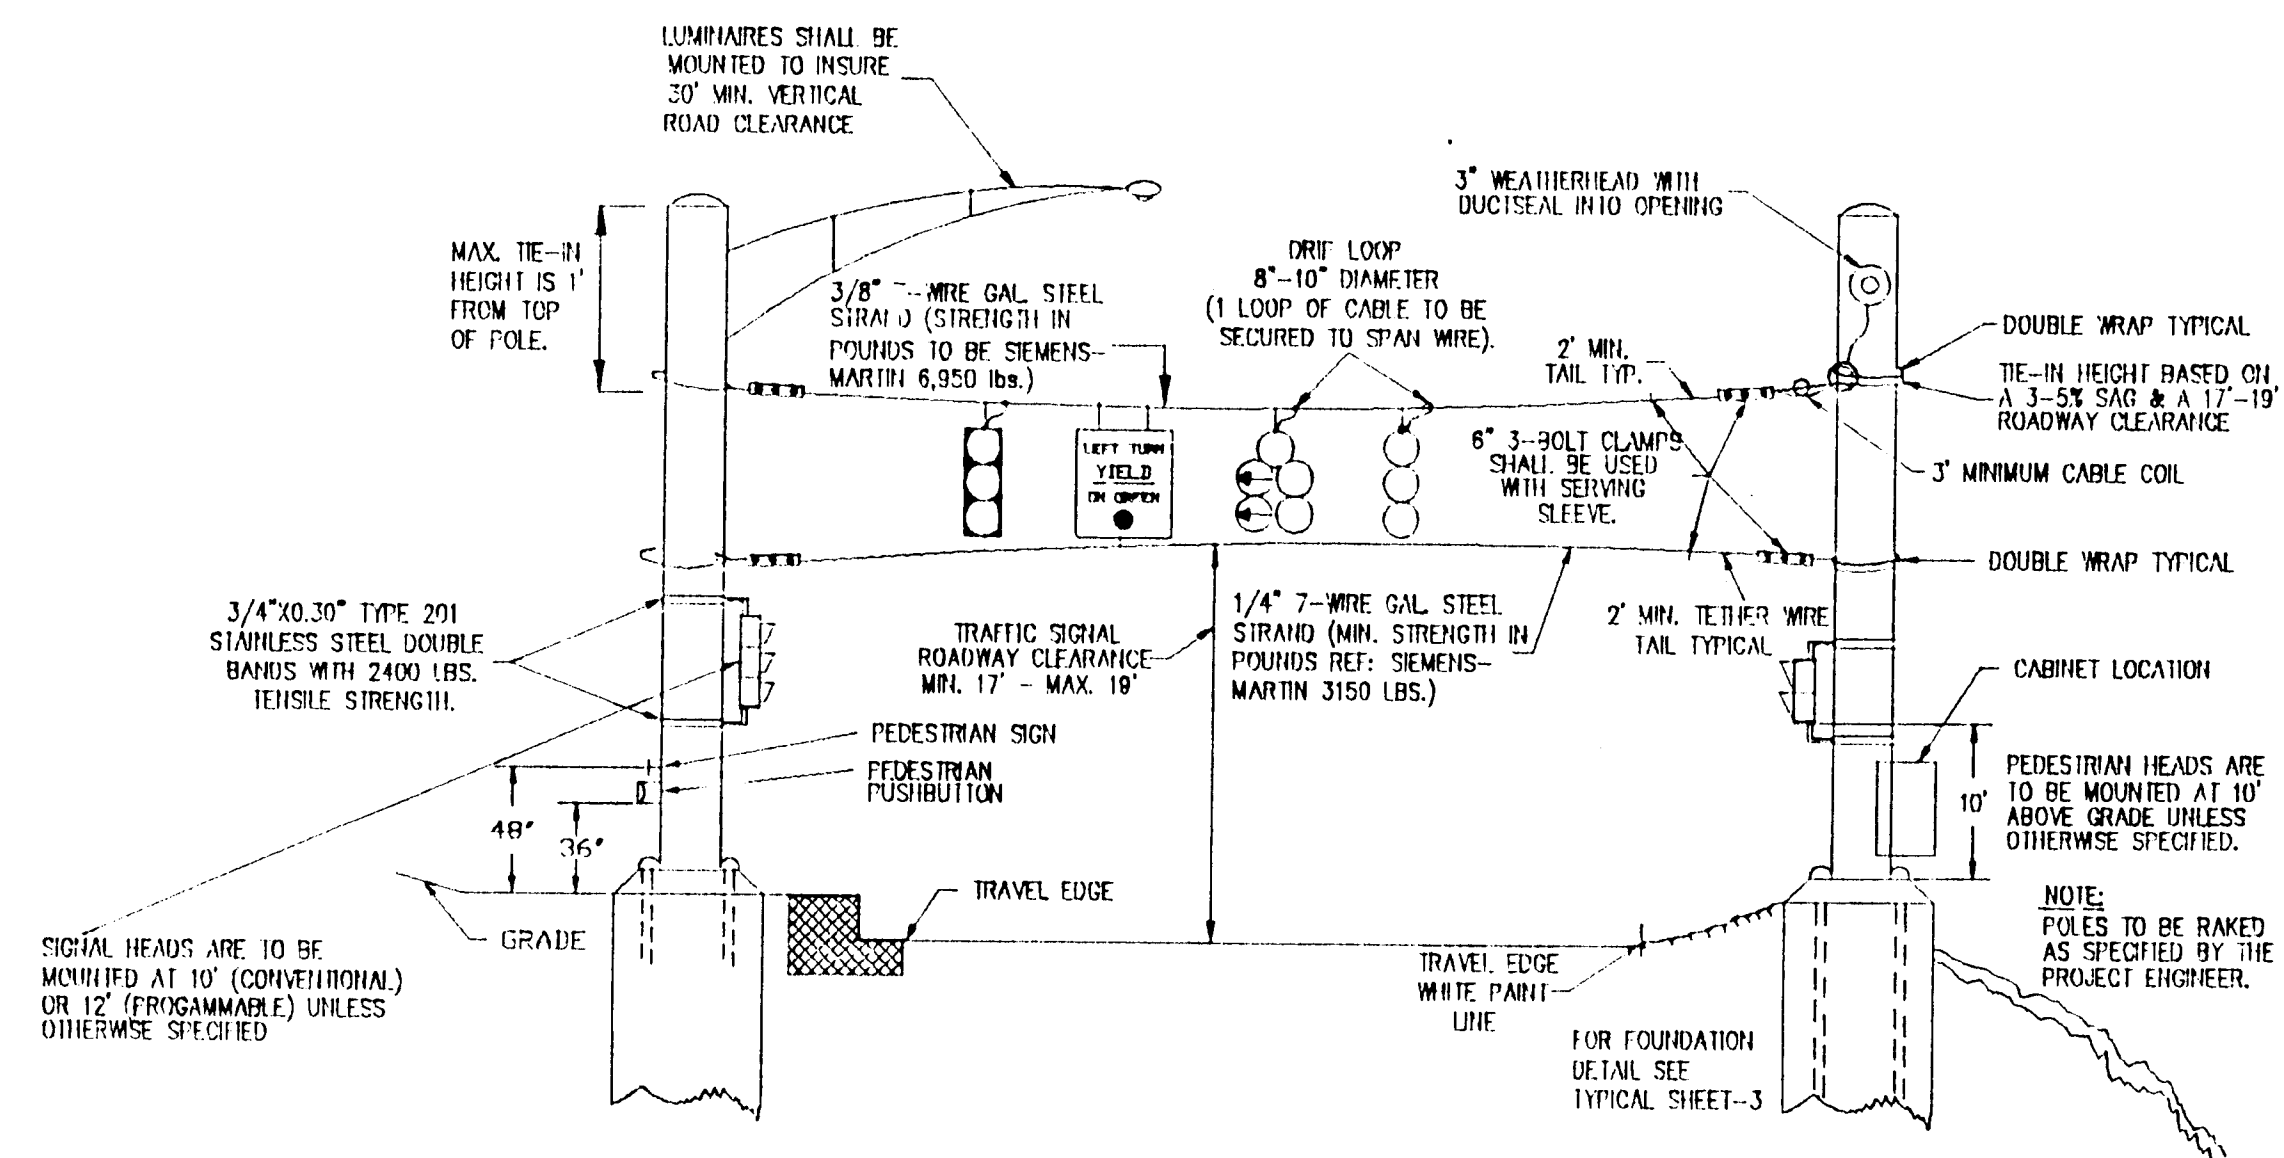 LUMINAIRES SHALL BE
MOUNTED TO INSURE
30' MIN. VERTICAL
ROAD CLEARANCE
3" WEATHERHEAD WITH
DUCTSEAL INTO OPENING
MAX. TIE-IN
HEIGHT IS 1'
FROM TOP
OF POLE.
3/8" 7-WIRE GAL. STEEL
STRAND (STRENGTH IN
POUNDS TO BE SIEMENS-
MARTIN 6,950 lbs.)
DRIP LOOP
8"-10" DIAMETER
(1 LOOP OF CABLE TO BE
SECURED TO SPAN WIRE).
2' MIN.
TAIL TYP.
DOUBLE WRAP TYPICAL
TIE-IN HEIGHT BASED ON
A 3-5% SAG & A 17'-19'
ROADWAY CLEARANCE
3' MINIMUM CABLE COIL
LEFT TURN
YIELD
ON GREEN
6" 3-BOLT CLAMPS
SHALL BE USED
WITH SERVING
SLEEVE.
DOUBLE WRAP TYPICAL
3/4"X0.30" TYPE 201
STAINLESS STEEL DOUBLE
BANDS WITH 2400 LBS.
TENSILE STRENGTH.
TRAFFIC SIGNAL
ROADWAY CLEARANCE
MIN. 17' - MAX. 19'
1/4" 7-WIRE GAL. STEEL
STRAND (MIN. STRENGTH IN
POUNDS REF: SIEMENS-
MARTIN 3150 LBS.)
2' MIN. TETHER WIRE
TAIL TYPICAL
CABINET LOCATION
PEDESTRIAN SIGN
PEDESTRIAN
PUSHBUTTON
48"
36"
10'
PEDESTRIAN HEADS ARE
TO BE MOUNTED AT 10'
ABOVE GRADE UNLESS
OTHERWISE SPECIFIED.
TRAVEL EDGE
GRADE
SIGNAL HEADS ARE TO BE
MOUNTED AT 10' (CONVENTIONAL)
OR 12' (PROGAMMABLE) UNLESS
OTHERWISE SPECIFIED
TRAVEL EDGE
WHITE PAINT
LINE
NOTE:
POLES TO BE RAKED
AS SPECIFIED BY THE
PROJECT ENGINEER.
FOR FOUNDATION
DETAIL SEE
TYPICAL SHEET-3